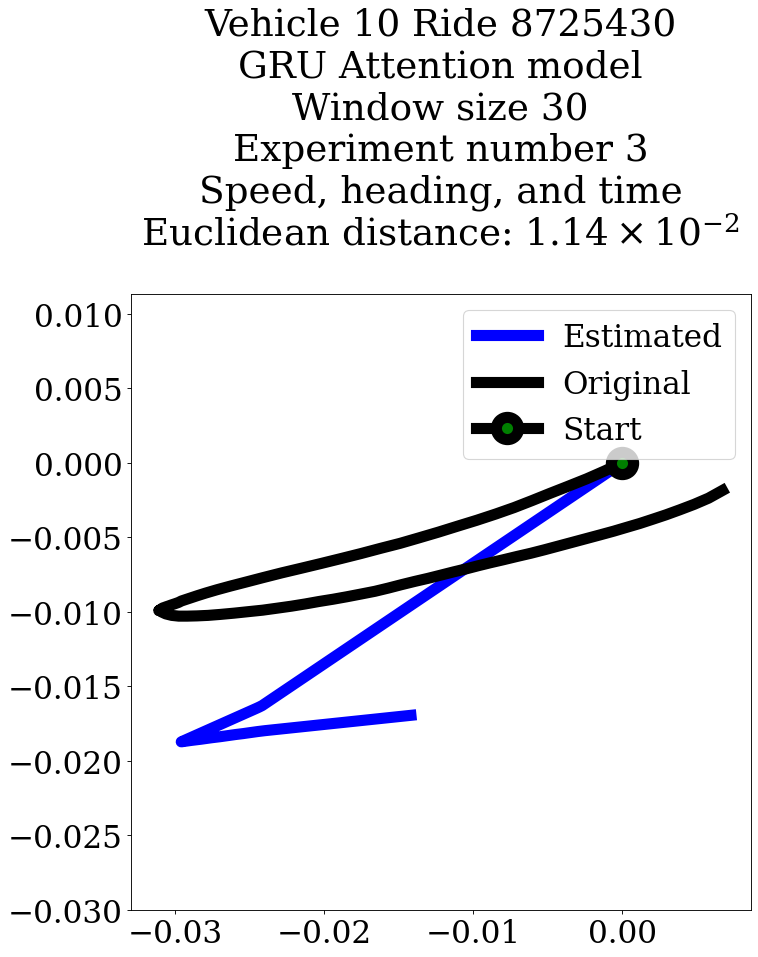 Vehicle 10 Ride 8725430
GRU Attention model
Window size 30
Experiment number 3
Speed, heading, and time
Euclidean distance: 1.14 × 10⁻²
Estimated
Original
Start
0.010
0.005
0.000
−0.005
−0.010
−0.015
−0.020
−0.025
−0.030
−0.03 −0.02 −0.01 0.00